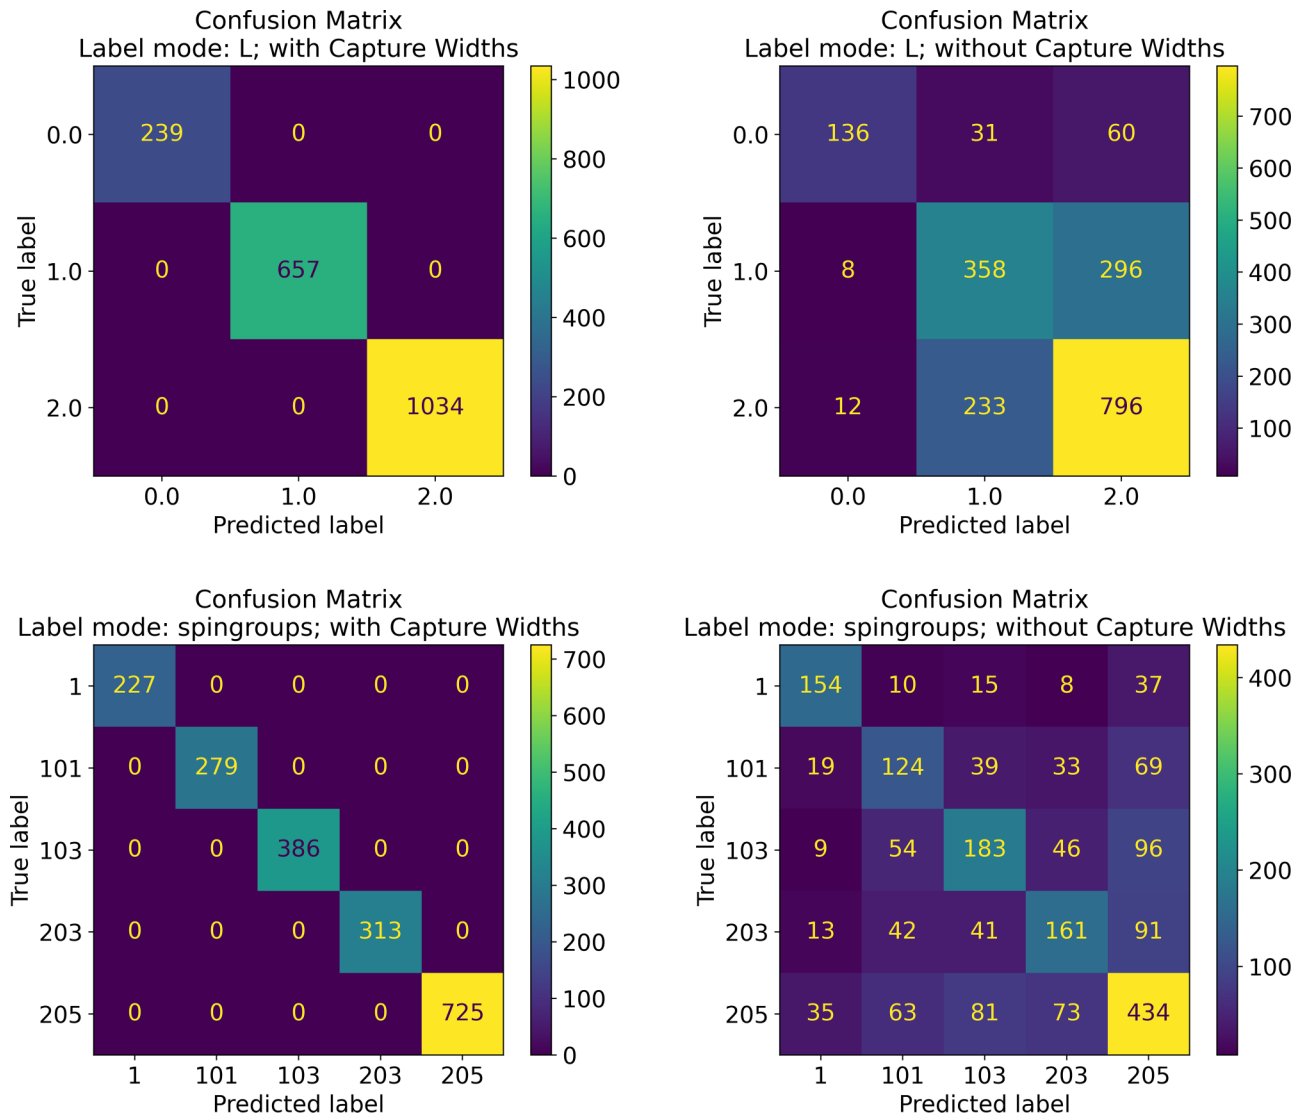 Confusion Matrix
Label mode: L; with Capture Widths
True label
0.0
1.0
2.0
239 0 0
0 657 0
0 0 1034
0.0 1.0 2.0
Predicted label
1000
800
600
400
200
0
Confusion Matrix
Label mode: L; without Capture Widths
True label
0.0
1.0
2.0
136 31 60
8 358 296
12 233 796
0.0 1.0 2.0
Predicted label
700
600
500
400
300
200
100
Confusion Matrix
Label mode: spingroups; with Capture Widths
True label
1
101
103
203
205
227 0 0 0 0
0 279 0 0 0
0 0 386 0 0
0 0 0 313 0
0 0 0 0 725
1 101 103 203 205
Predicted label
700
600
500
400
300
200
100
0
Confusion Matrix
Label mode: spingroups; without Capture Widths
True label
1
101
103
203
205
154 10 15 8 37
19 124 39 33 69
9 54 183 46 96
13 42 41 161 91
35 63 81 73 434
1 101 103 203 205
Predicted label
400
300
200
100